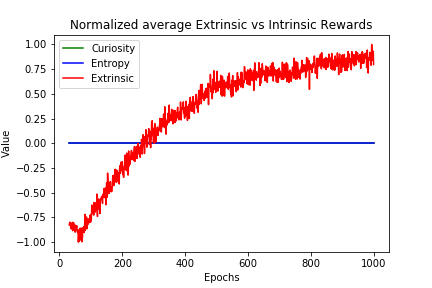 Normalized average Extrinsic vs Intrinsic Rewards
Curiosity
Entropy
Extrinsic
1.00
0.75
0.50
0.25
0.00
−0.25
−0.50
−0.75
−1.00
Value
0 200 400 600 800 1000
Epochs